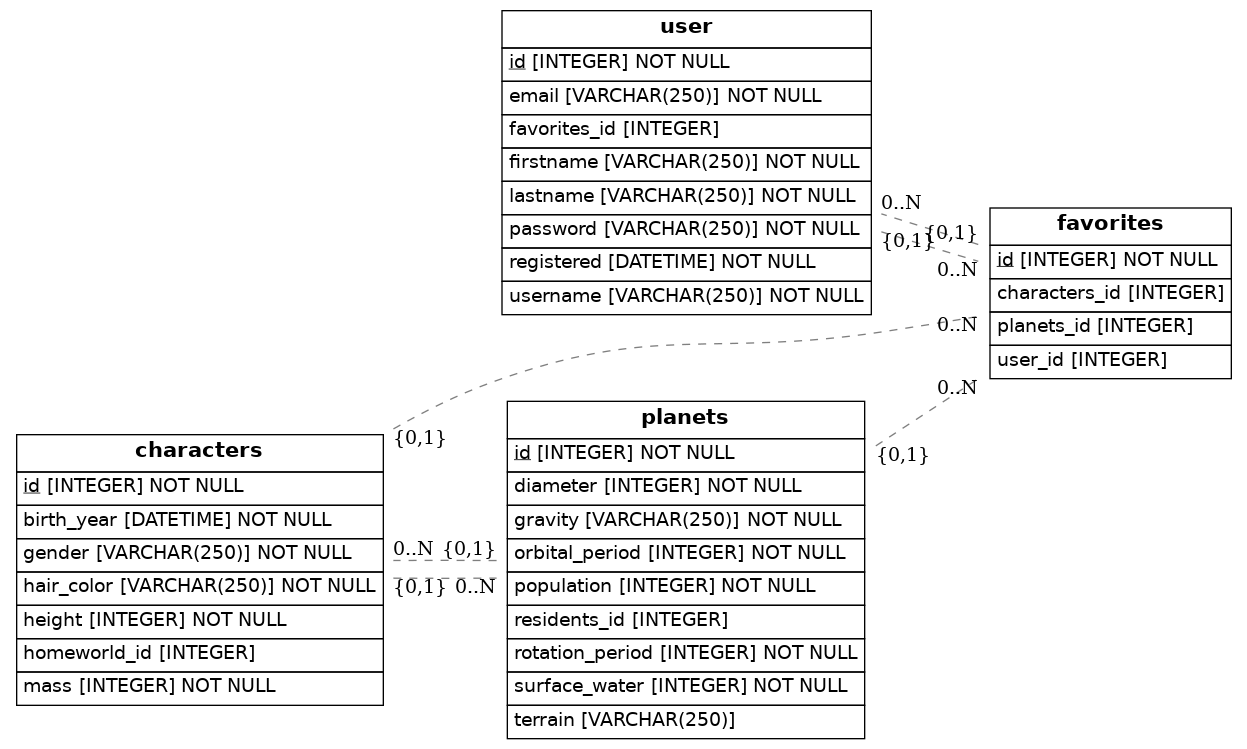 user
id [INTEGER] NOT NULL
email [VARCHAR(250)] NOT NULL
favorites_id [INTEGER]
firstname [VARCHAR(250)] NOT NULL
lastname [VARCHAR(250)] NOT NULL
password [VARCHAR(250)] NOT NULL
registered [DATETIME] NOT NULL
username [VARCHAR(250)] NOT NULL
0..N
{0,1}
{0,1}
0..N
favorites
id [INTEGER] NOT NULL
characters_id [INTEGER]
planets_id [INTEGER]
user_id [INTEGER]
0..N
0..N
{0,1}
{0,1}
characters
id [INTEGER] NOT NULL
birth_year [DATETIME] NOT NULL
gender [VARCHAR(250)] NOT NULL
hair_color [VARCHAR(250)] NOT NULL
height [INTEGER] NOT NULL
homeworld_id [INTEGER]
mass [INTEGER] NOT NULL
0..N {0,1}
{0,1} 0..N
planets
id [INTEGER] NOT NULL
diameter [INTEGER] NOT NULL
gravity [VARCHAR(250)] NOT NULL
orbital_period [INTEGER] NOT NULL
population [INTEGER] NOT NULL
residents_id [INTEGER]
rotation_period [INTEGER] NOT NULL
surface_water [INTEGER] NOT NULL
terrain [VARCHAR(250)]